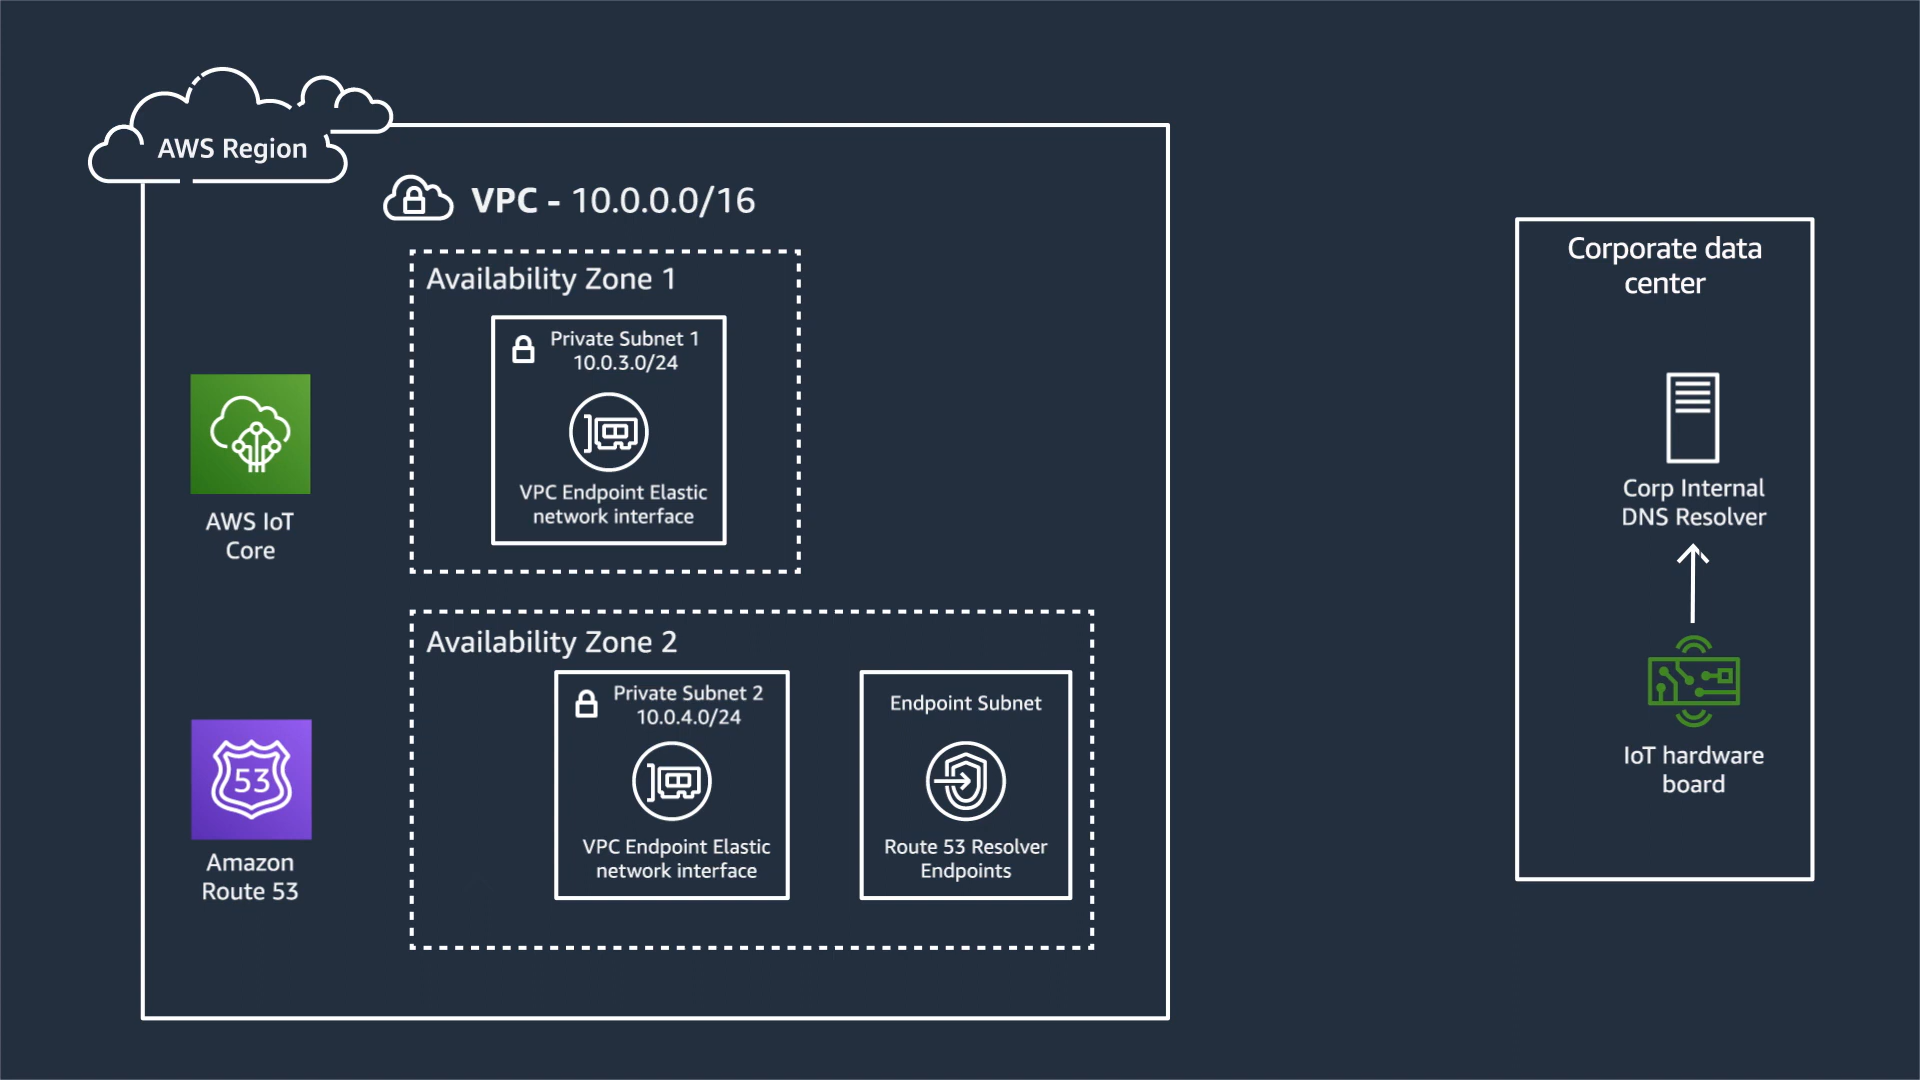 AWS Region
VPC - 10.0.0.0/16
Availability Zone 1
Private Subnet 1
10.0.3.0/24
VPC Endpoint Elastic
network interface
AWS IoT
Core
Availability Zone 2
Private Subnet 2
10.0.4.0/24
VPC Endpoint Elastic
network interface
Endpoint Subnet
Route 53 Resolver
Endpoints
53
Amazon
Route 53
Corporate data
center
Corp Internal
DNS Resolver
IoT hardware
board